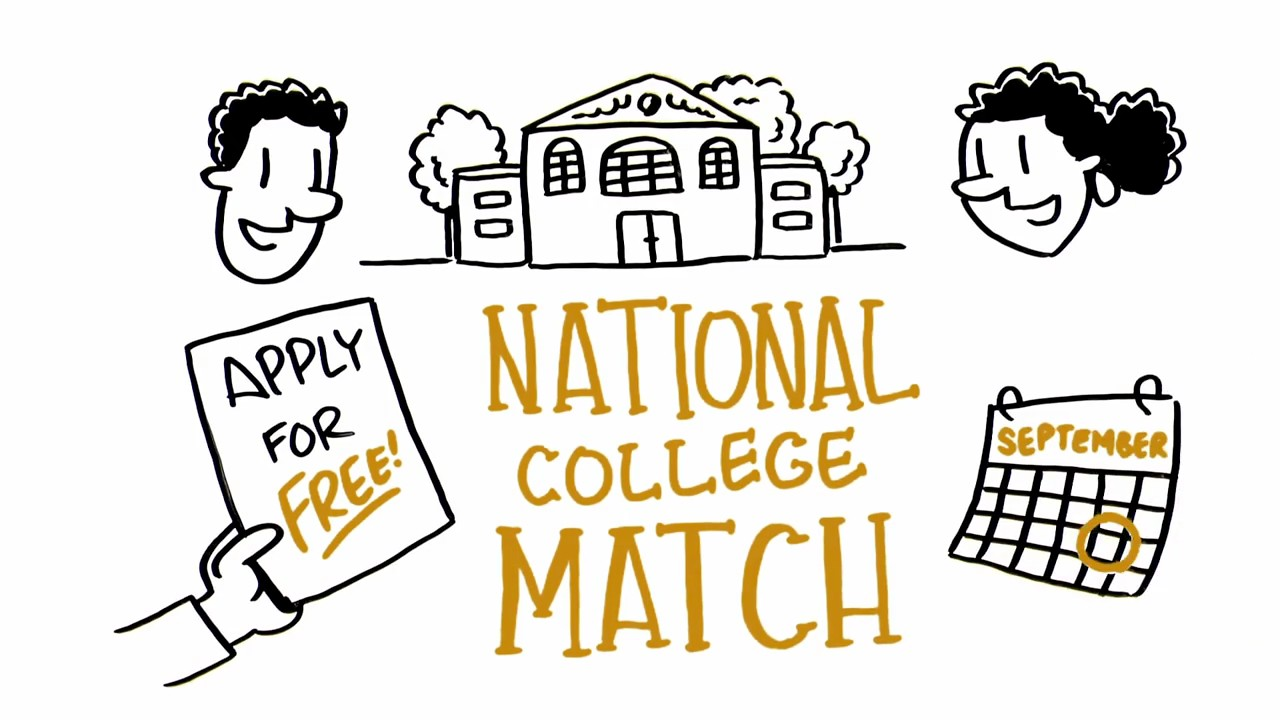 APPLY
FOR
FREE!
NATIONAL
COLLEGE
MATCH
SEPTEMBER